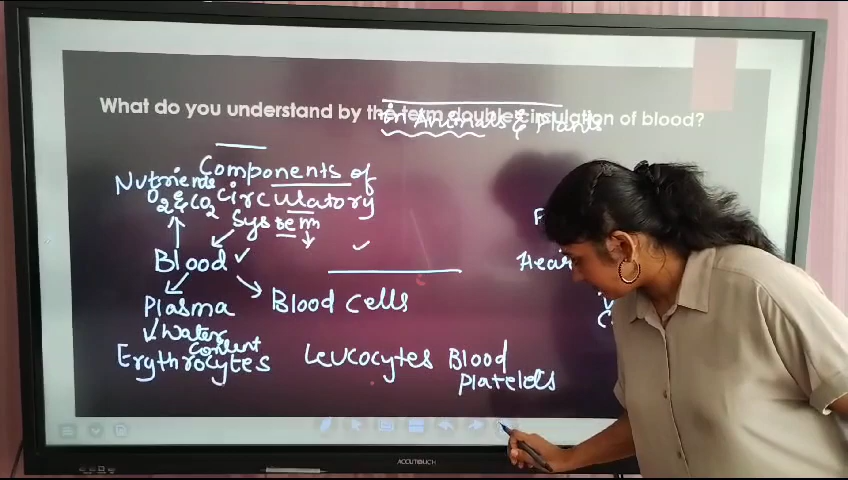 What do you understand by the term double circulation of blood?
in Animals & Plants
Components of
Nutrients
O2 & CO2
Circulatory
System
Blood ✓
Plasma
Blood cells
Water
Content
Erythrocytes
Leucocytes
Blood
platelets
ACCUTOUCH